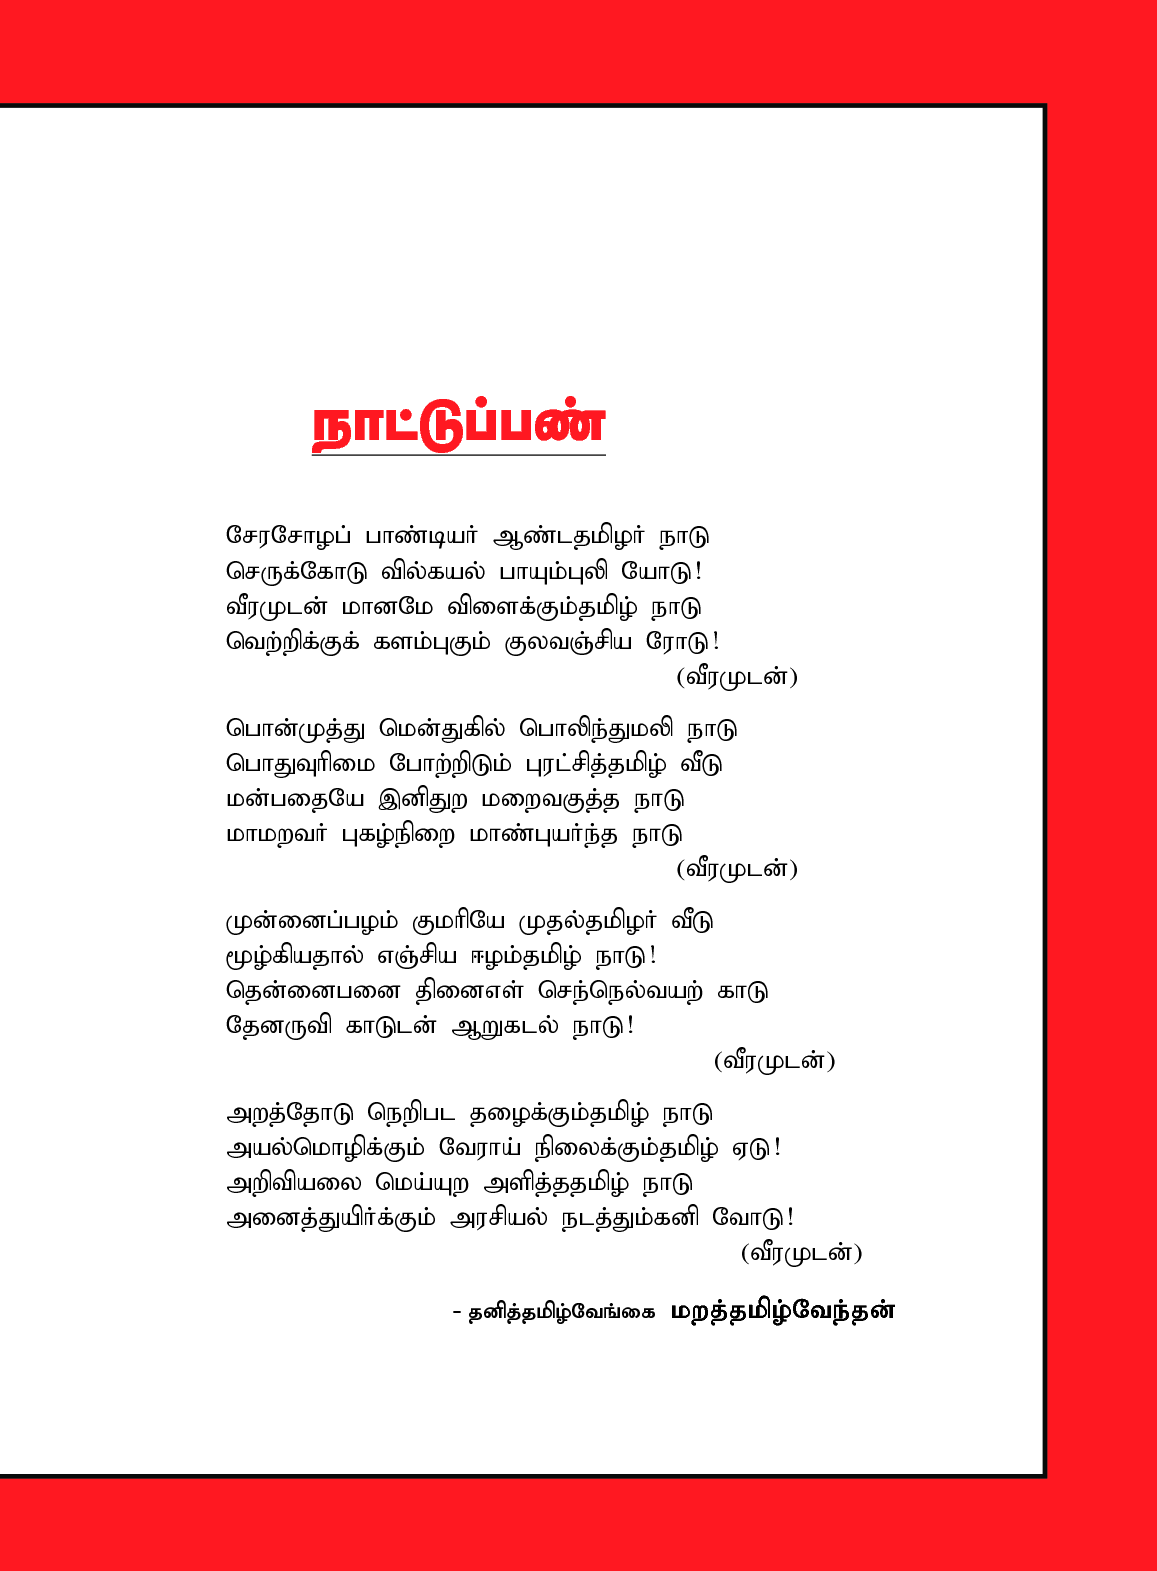 நாட்டுப்பண்
சேரசோழப் பாண்டியர் ஆண்டதமிழர் நாடு
செருக்கோடு வில்கயல் பாயும்புலி யோடு!
வீரமுடன் மானமே விளைக்கும்தமிழ் நாடு
வெற்றிக்குக் களம்புகும் குலவஞ்சிய ரோடு!
(வீரமுடன்)
பொன்முத்து மென்துகில் பொலிந்துமலி நாடு
பொதுவுரிமை போற்றிடும் புரட்சித்தமிழ் வீடு
மன்பதையே இனிதுற மறைவகுத்த நாடு
மாமறவர் புகழ்நிறை மாண்புயர்ந்த நாடு
(வீரமுடன்)
முன்னைப்பழம் குமரியே முதல்தமிழர் வீடு
மூழ்கியதால் எஞ்சிய ஈழம்தமிழ் நாடு!
தென்னைபனை தினைஎள் செந்நெல்வயற் காடு
தேனருவி காடுடன் ஆறுகடல் நாடு!
(வீரமுடன்)
அறத்தோடு நெறிபட தழைக்கும்தமிழ் நாடு
அயல்மொழிக்கும் வேராய் நிலைக்கும்தமிழ் ஏடு!
அறிவியலை மெய்யுற அளித்ததமிழ் நாடு
அனைத்துயிர்க்கும் அரசியல் நடத்தும்கனி வோடு!
(வீரமுடன்)
- தனித்தமிழ்வேங்கை மறத்தமிழ்வேந்தன்